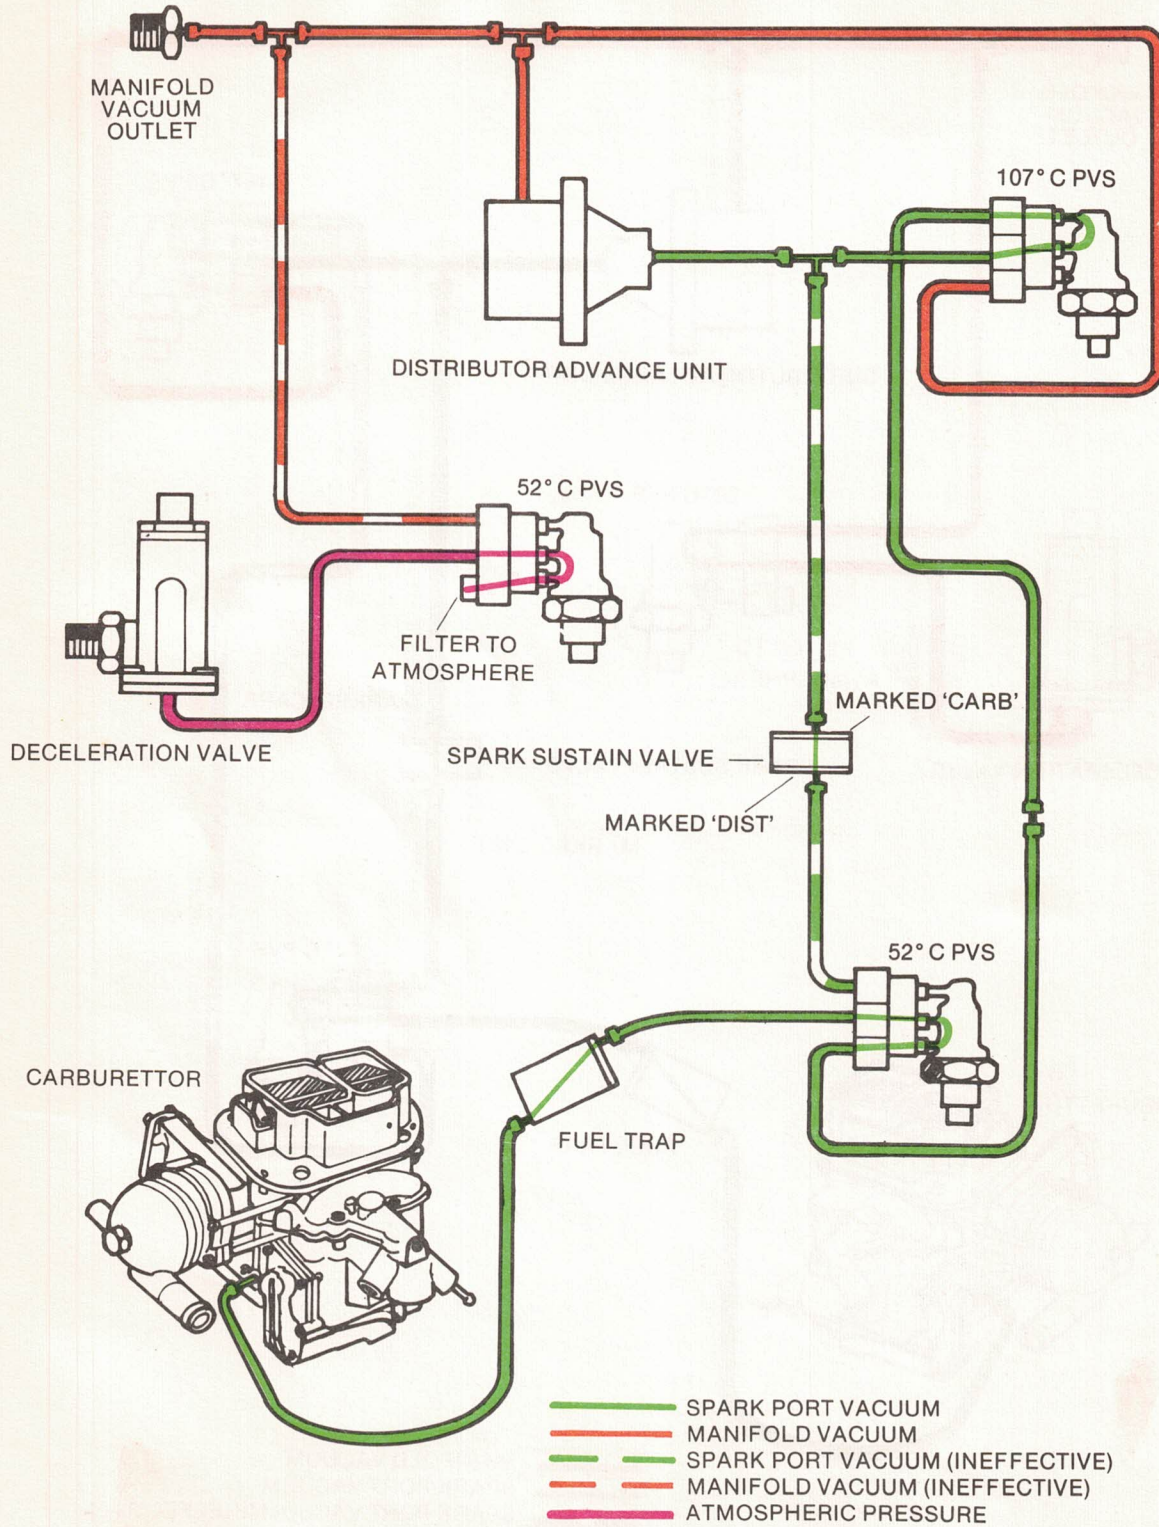 MANIFOLD
VACUUM
OUTLET
107° C PVS
DISTRIBUTOR ADVANCE UNIT
52° C PVS
FILTER TO
ATMOSPHERE
DECELERATION VALVE
MARKED ‘CARB’
SPARK SUSTAIN VALVE
MARKED ‘DIST’
52° C PVS
CARBURETTOR
FUEL TRAP
SPARK PORT VACUUM
MANIFOLD VACUUM
SPARK PORT VACUUM (INEFFECTIVE)
MANIFOLD VACUUM (INEFFECTIVE)
ATMOSPHERIC PRESSURE